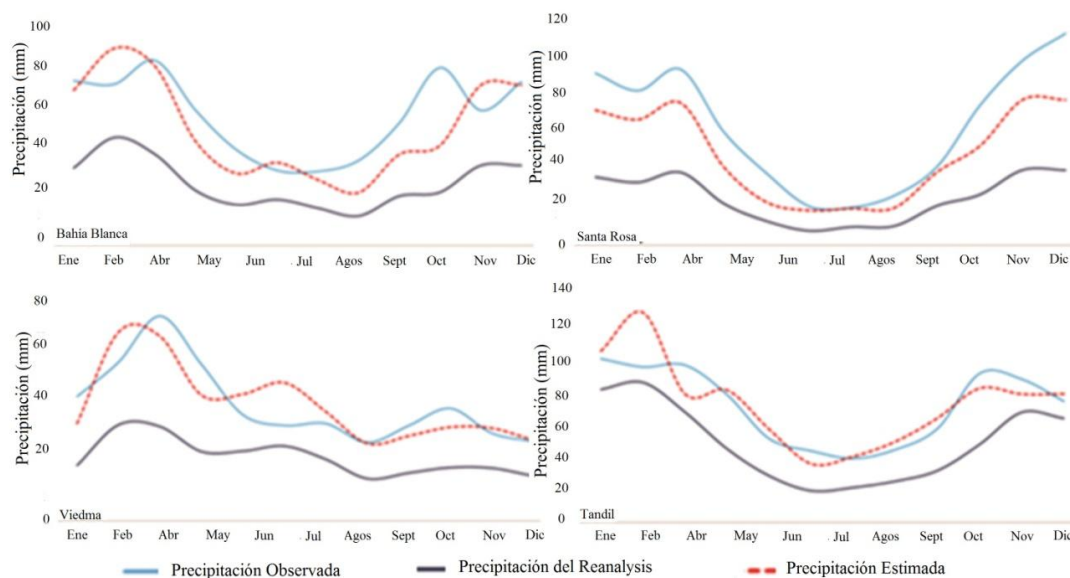 Precipitación (mm)
100
80
60
40
20
0
Bahia Blanca
Ene Feb Abr May Jun Jul Agos Sept Oct Nov Dic
Precipitación (mm)
120
100
80
60
40
20
0
Santa Rosa
Ene Feb Abr May Jun Jul Agos Sept Oct Nov Dic
Precipitación (mm)
80
60
40
20
0
Viedma
Ene Feb Abr May Jun Jul Agos Sept Oct Nov Dic
Precipitación (mm)
140
120
100
80
60
40
20
0
Tandil
Ene Feb Abr May Jun Jul Agos Sept Oct Nov Dic
Precipitación Observada Precipitación del Reanalysis Precipitación Estimada